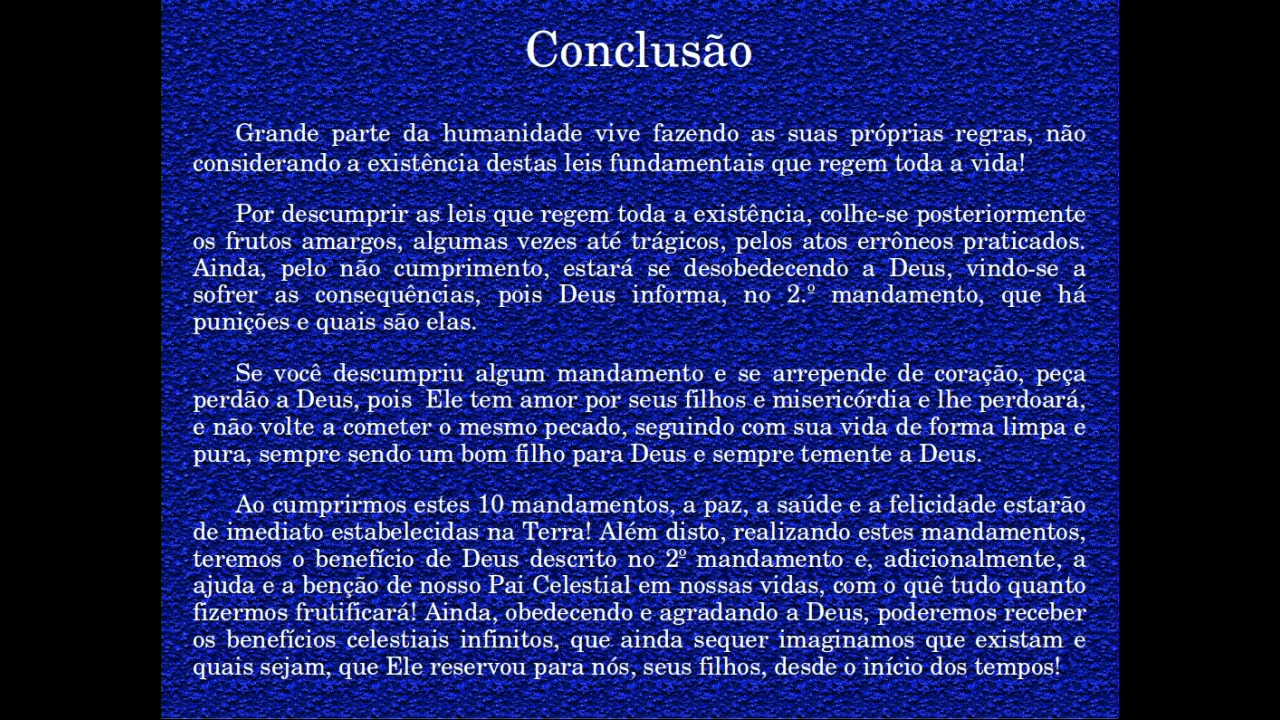 Conclusão
Grande parte da humanidade vive fazendo as suas próprias regras, não
considerando a existência destas leis fundamentais que regem toda a vida!
Por descumprir as leis que regem toda a existência, colhe-se posteriormente
os frutos amargos, algumas vezes até trágicos, pelos atos errôneos praticados.
Ainda, pelo não cumprimento, estará se desobedecendo a Deus, vindo-se a
sofrer as consequências, pois Deus informa, no 2.º mandamento, que há
punições e quais são elas.
Se você descumpriu algum mandamento e se arrepende de coração, peça
perdão a Deus, pois  Ele tem amor por seus filhos e misericórdia e lhe perdoará,
e não volte a cometer o mesmo pecado, seguindo com sua vida de forma limpa e
pura, sempre sendo um bom filho para Deus e sempre temente a Deus.
Ao cumprirmos estes 10 mandamentos, a paz, a saúde e a felicidade estarão
de imediato estabelecidas na Terra! Além disto, realizando estes mandamentos,
teremos o benefício de Deus descrito no 2º mandamento e, adicionalmente, a
ajuda e a benção de nosso Pai Celestial em nossas vidas, com o quê tudo quanto
fizermos frutificará! Ainda, obedecendo e agradando a Deus, poderemos receber
os benefícios celestiais infinitos, que ainda sequer imaginamos que existam e
quais sejam, que Ele reservou para nós, seus filhos, desde o início dos tempos!